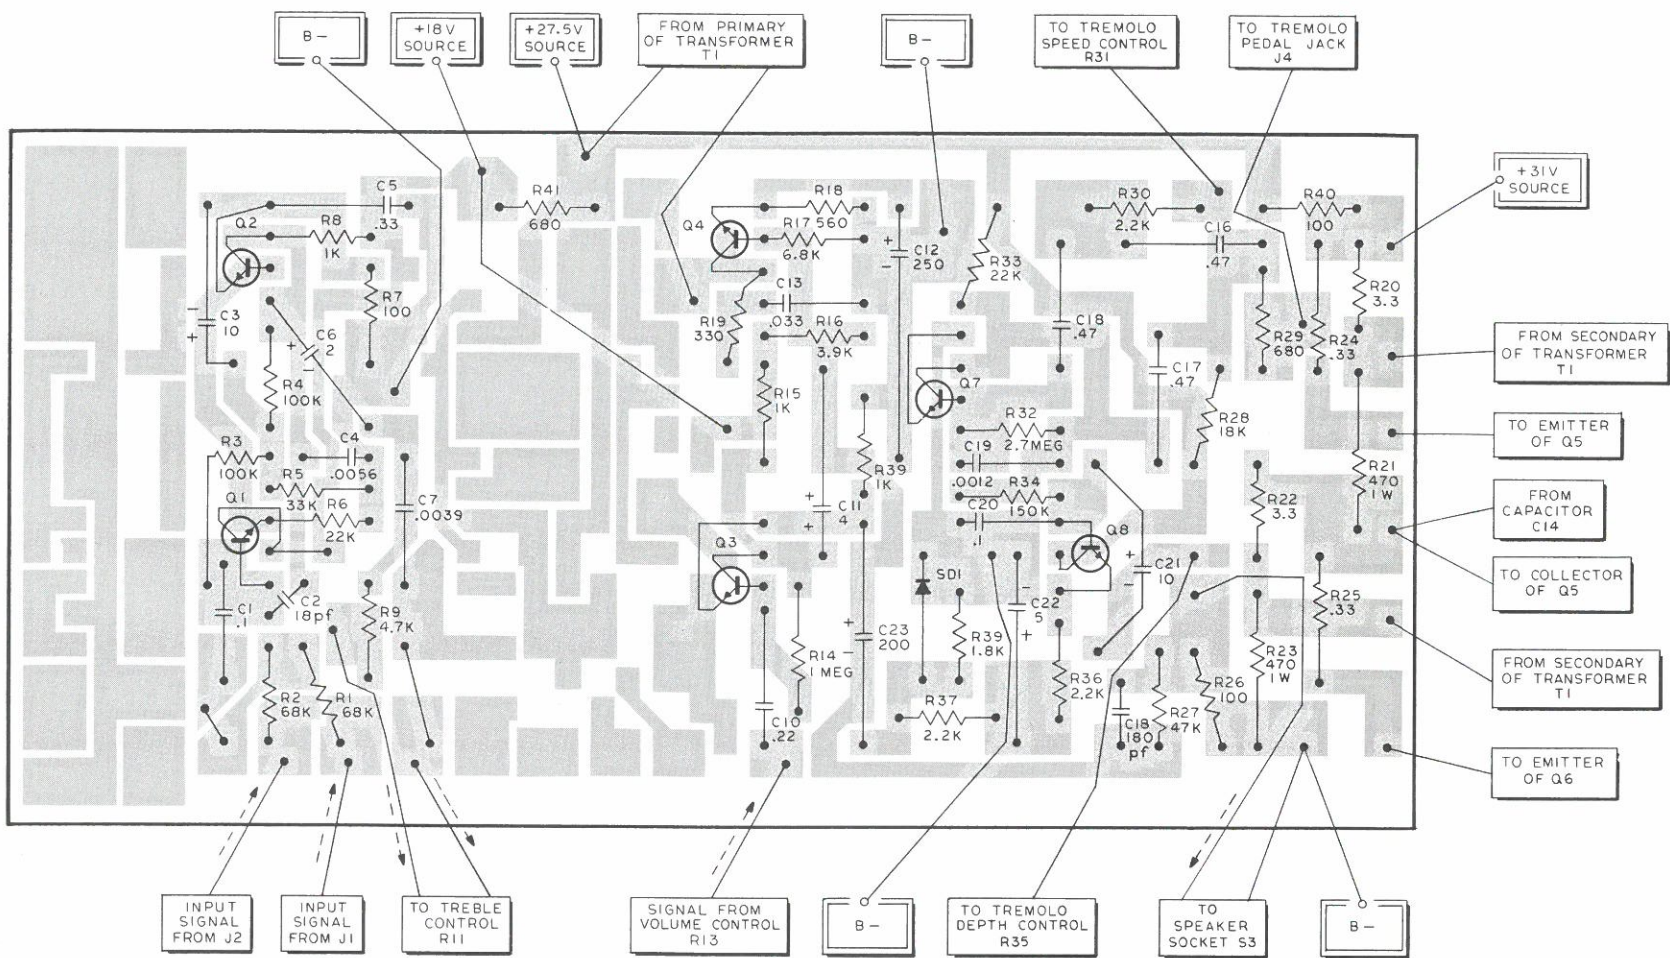 B-
+18V
SOURCE
+27.5V
SOURCE
FROM PRIMARY
OF TRANSFORMER
T1
B-
TO TREMOLO
SPEED CONTROL
R31
TO TREMOLO
PEDAL JACK
J4
+31V
SOURCE
C5
.33
Q2
R8
1K
R41
680
Q4
R18
560
R17
6.8K
C12
250
+
-
R33
22K
R30
2.2K
C16
.47
R40
100
R20
3.3
C3
10
-
+
R7
100
C6
2
+
-
C13
.033
R19
330
R16
3.9K
C18
.47
R29
680
R24
.33
FROM SECONDARY
OF TRANSFORMER
T1
R4
100K
R15
1K
Q7
C17
.47
R28
18K
R3
100K
C4
.0056
R5
33K
R39
1K
R32
2.7MEG
C19
.0012
TO EMITTER
OF Q5
R21
470
1W
R22
3.3
Q1
R6
22K
C7
.0039
C11
4
+
+
R34
150K
C20
.1
Q8
FROM
CAPACITOR
C14
Q3
SD1
C21
10
+
-
TO COLLECTOR
OF Q5
C1
.1
C2
18pf
R9
4.7K
C22
5
-
+
R25
.33
C23
200
+
-
R14
1 MEG
R39
1.8K
R23
470
1W
FROM SECONDARY
OF TRANSFORMER
T1
R2
68K
R1
68K
C10
.22
R37
2.2K
R36
2.2K
C18
180
pf
R27
47K
R26
100
TO EMITTER
OF Q6
INPUT
SIGNAL
FROM J2
INPUT
SIGNAL
FROM J1
TO TREBLE
CONTROL
R11
SIGNAL FROM
VOLUME CONTROL
R13
B-
TO TREMOLO
DEPTH CONTROL
R35
TO
SPEAKER
SOCKET S3
B-